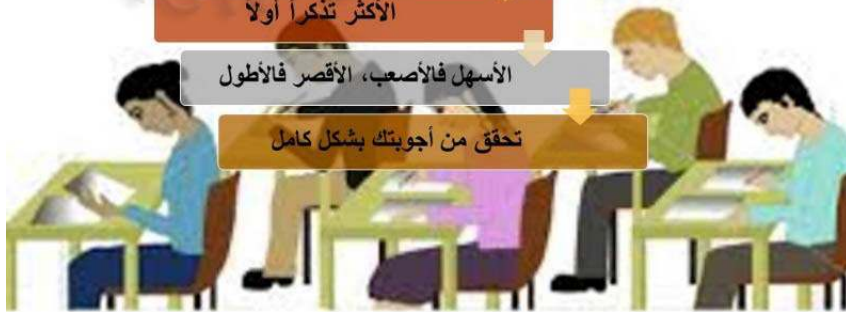 الأكثر تذكراً أولاً
الأسهل فالأصعب، الأقصر فالأطول
تحقق من أجوبتك بشكل كامل